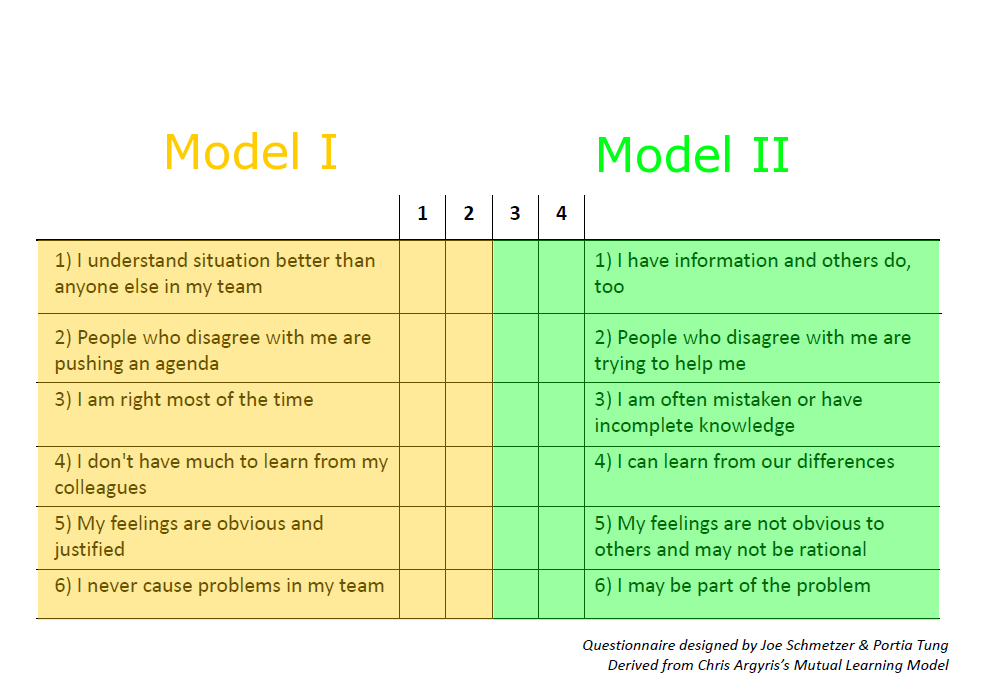 Model I
Model II
1 2 3 4
1) I understand situation better than
anyone else in my team
1) I have information and others do,
too
2) People who disagree with me are
pushing an agenda
2) People who disagree with me are
trying to help me
3) I am right most of the time
3) I am often mistaken or have
incomplete knowledge
4) I don't have much to learn from my
colleagues
4) I can learn from our differences
5) My feelings are obvious and
justified
5) My feelings are not obvious to
others and may not be rational
6) I never cause problems in my team
6) I may be part of the problem
Questionnaire designed by Joe Schmetzer & Portia Tung
Derived from Chris Argyris’s Mutual Learning Model